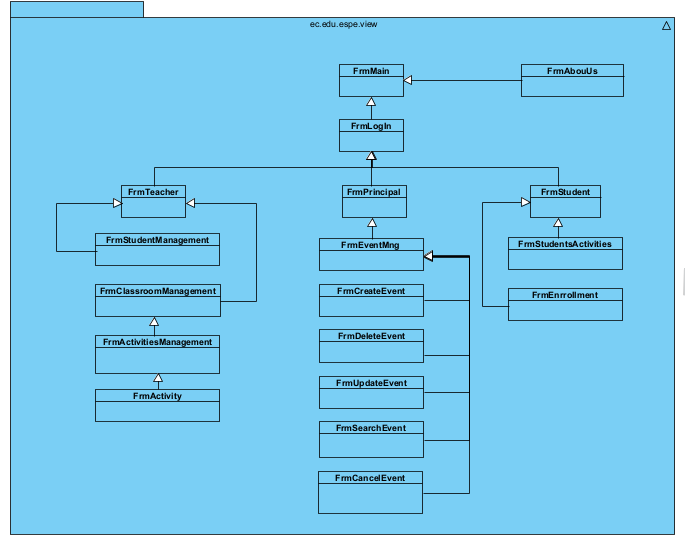 ec.edu.espe.view
FrmMain
FrmAbouUs
FrmLogIn
FrmTeacher
FrmPrincipal
FrmStudent
FrmStudentManagement
FrmEventMng
FrmStudentsActivities
FrmClassroomManagement
FrmCreateEvent
FrmEnrrollment
FrmActivitiesManagement
FrmDeleteEvent
FrmUpdateEvent
FrmActivity
FrmSearchEvent
FrmCancelEvent